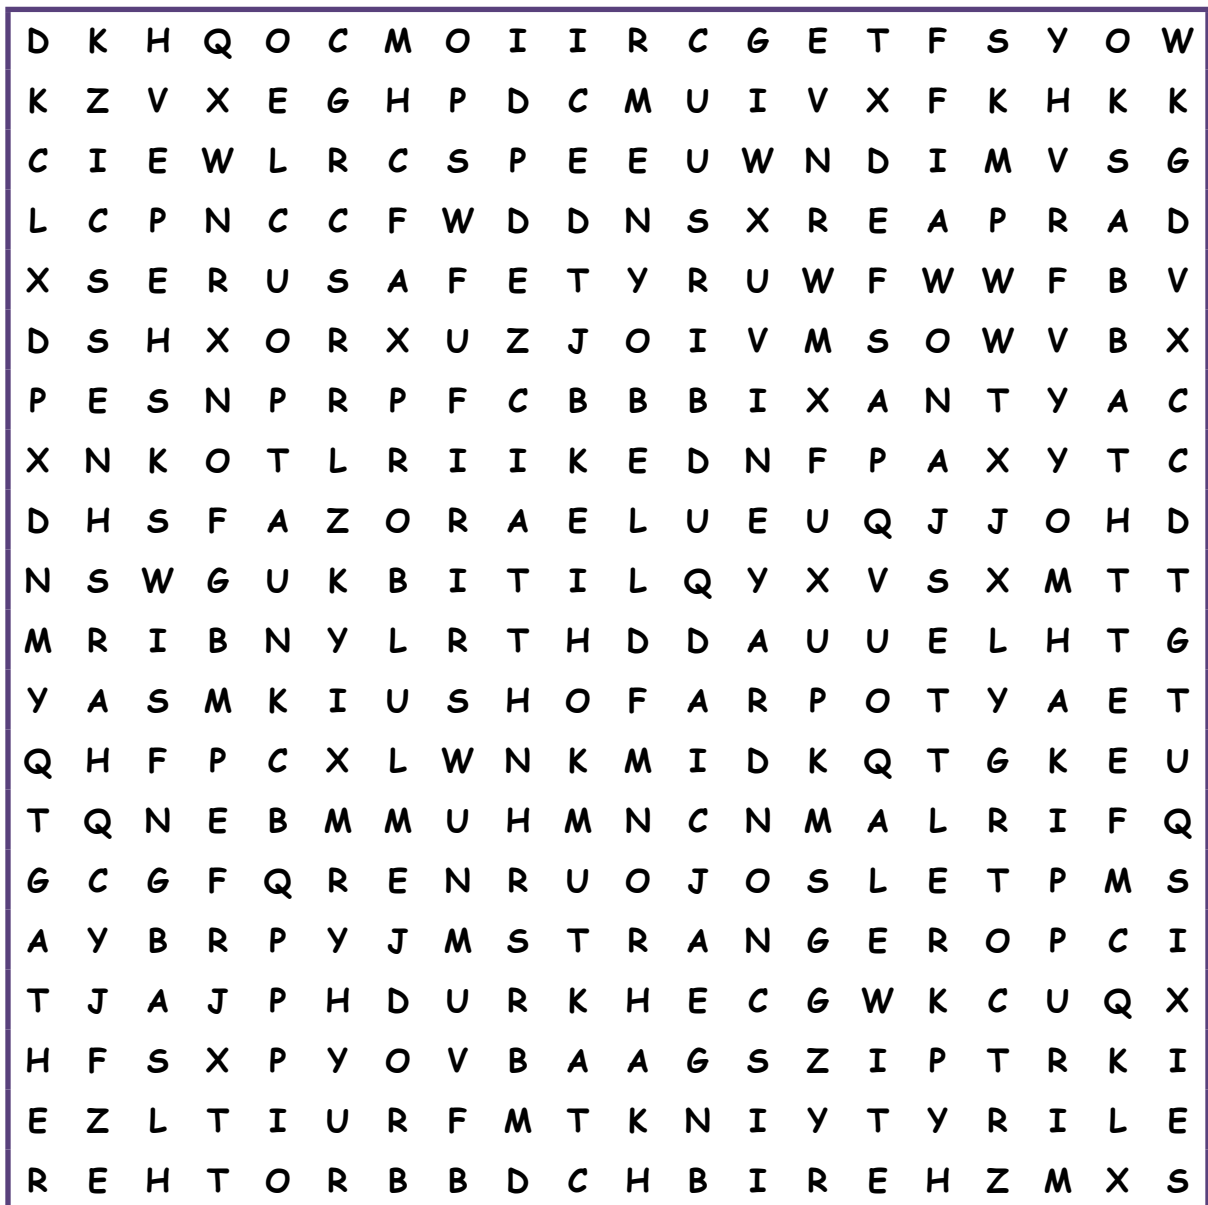 D K H Q O C M O I I R C G E T F S Y O W
K Z V X E G H P D C M U I V X F K H K K
C I E W L R C S P E E U W N D I M V S G
L C P N C C F W D D N S X R E A P R A D
X S E R U S A F E T Y R U W F W W F B V
D S H X O R X U Z J O I V M S O W V B X
P E S N P R P F C B B B I X A N T Y A C
X N K O T L R I I K E D N F P A X Y T C
D H S F A Z O R A E L U E U Q J J O H D
N S W G U K B I T I L Q Y X V S X M T T
M R I B N Y L R T H D D A U U E L H T G
Y A S M K I U S H O F A R P O T Y A E T
Q H F P C X L W N K M I D K Q T G K E U
T Q N E B M M U H M N C N M A L R I F Q
G C G F Q R E N R U O J O S L E T P M S
A Y B R P Y J M S T R A N G E R O P C I
T J A J P H D U R K H E C G W K C U Q X
H F S X P Y O V B A A G S Z I P T R K I
E Z L T I U R F M T K N I Y T Y R I L E
R E H T O R B B D C H B I R E H Z M X S